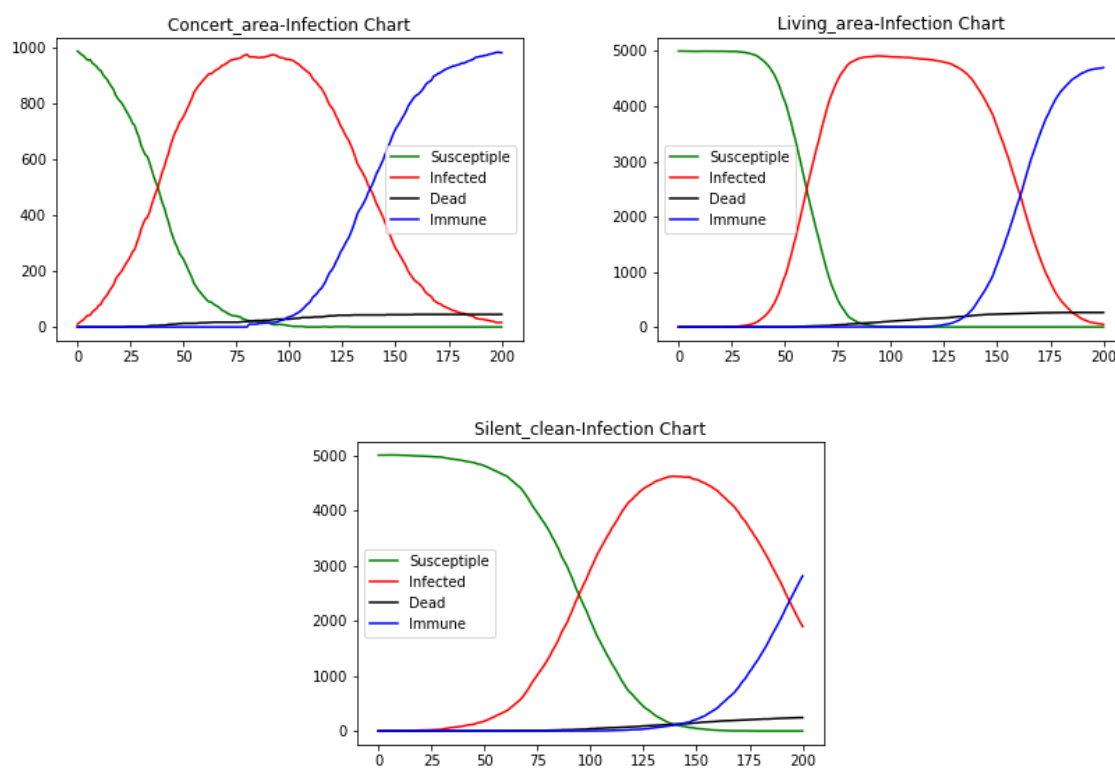 Concert_area-Infection Chart
1000
800
600
400
200
0
Susceptiple
Infected
Dead
Immune
0 25 50 75 100 125 150 175 200
Living_area-Infection Chart
5000
4000
3000
2000
1000
0
Susceptiple
Infected
Dead
Immune
0 25 50 75 100 125 150 175 200
Silent_clean-Infection Chart
5000
4000
3000
2000
1000
0
Susceptiple
Infected
Dead
Immune
0 25 50 75 100 125 150 175 200